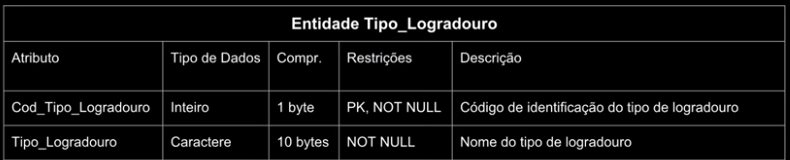 Entidade Tipo_Logradouro
Atributo Tipo de Dados Compr. Restrições Descrição
Cod_Tipo_Logradouro Inteiro 1 byte PK, NOT NULL Código de identificação do tipo de logradouro
Tipo_Logradouro Caractere 10 bytes NOT NULL Nome do tipo de logradouro